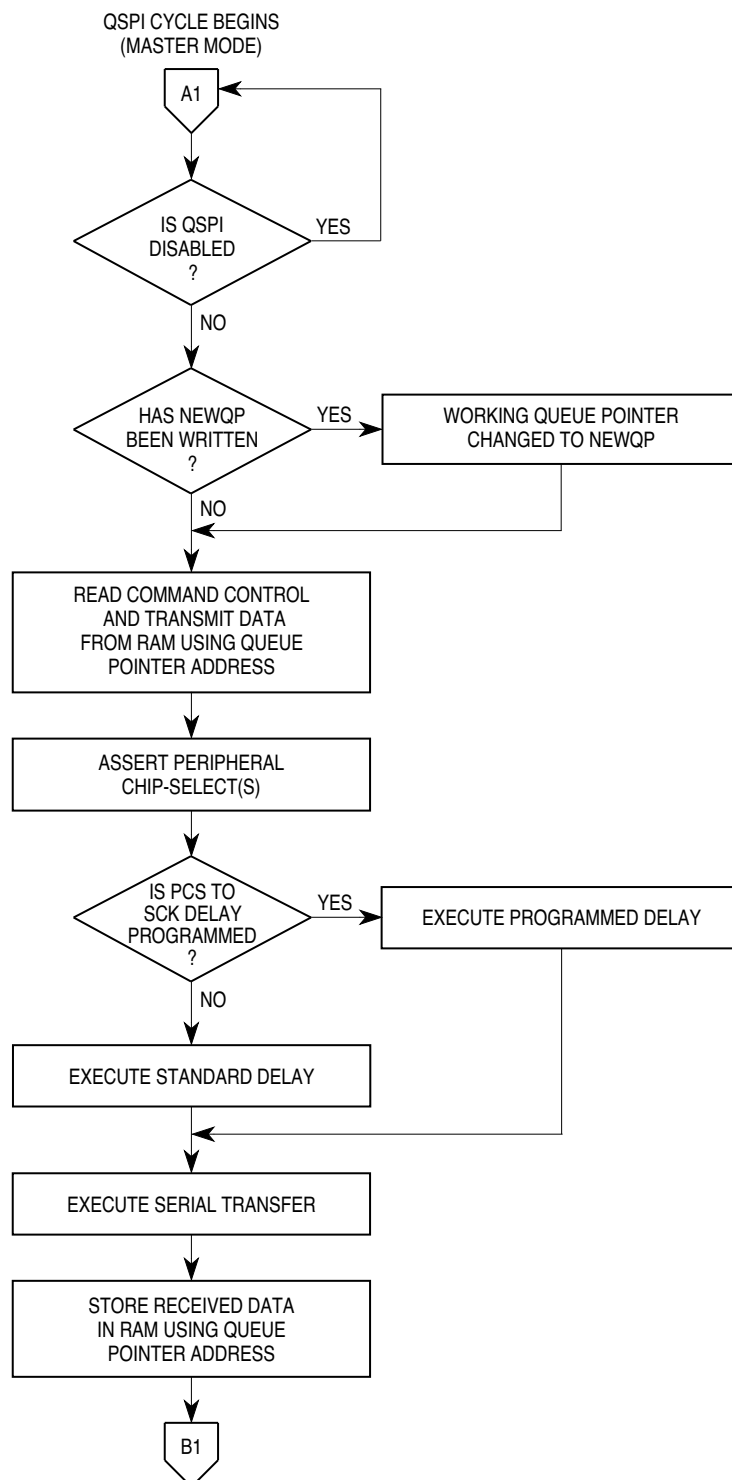 QSPI CYCLE BEGINS
(MASTER MODE)
A1
IS QSPI
DISABLED
?
YES
NO
HAS NEWQP
BEEN WRITTEN
?
YES
WORKING QUEUE POINTER
CHANGED TO NEWQP
NO
READ COMMAND CONTROL
AND TRANSMIT DATA
FROM RAM USING QUEUE
POINTER ADDRESS
ASSERT PERIPHERAL
CHIP-SELECT(S)
IS PCS TO
SCK DELAY
PROGRAMMED
?
YES
EXECUTE PROGRAMMED DELAY
NO
EXECUTE STANDARD DELAY
EXECUTE SERIAL TRANSFER
STORE RECEIVED DATA
IN RAM USING QUEUE
POINTER ADDRESS
B1